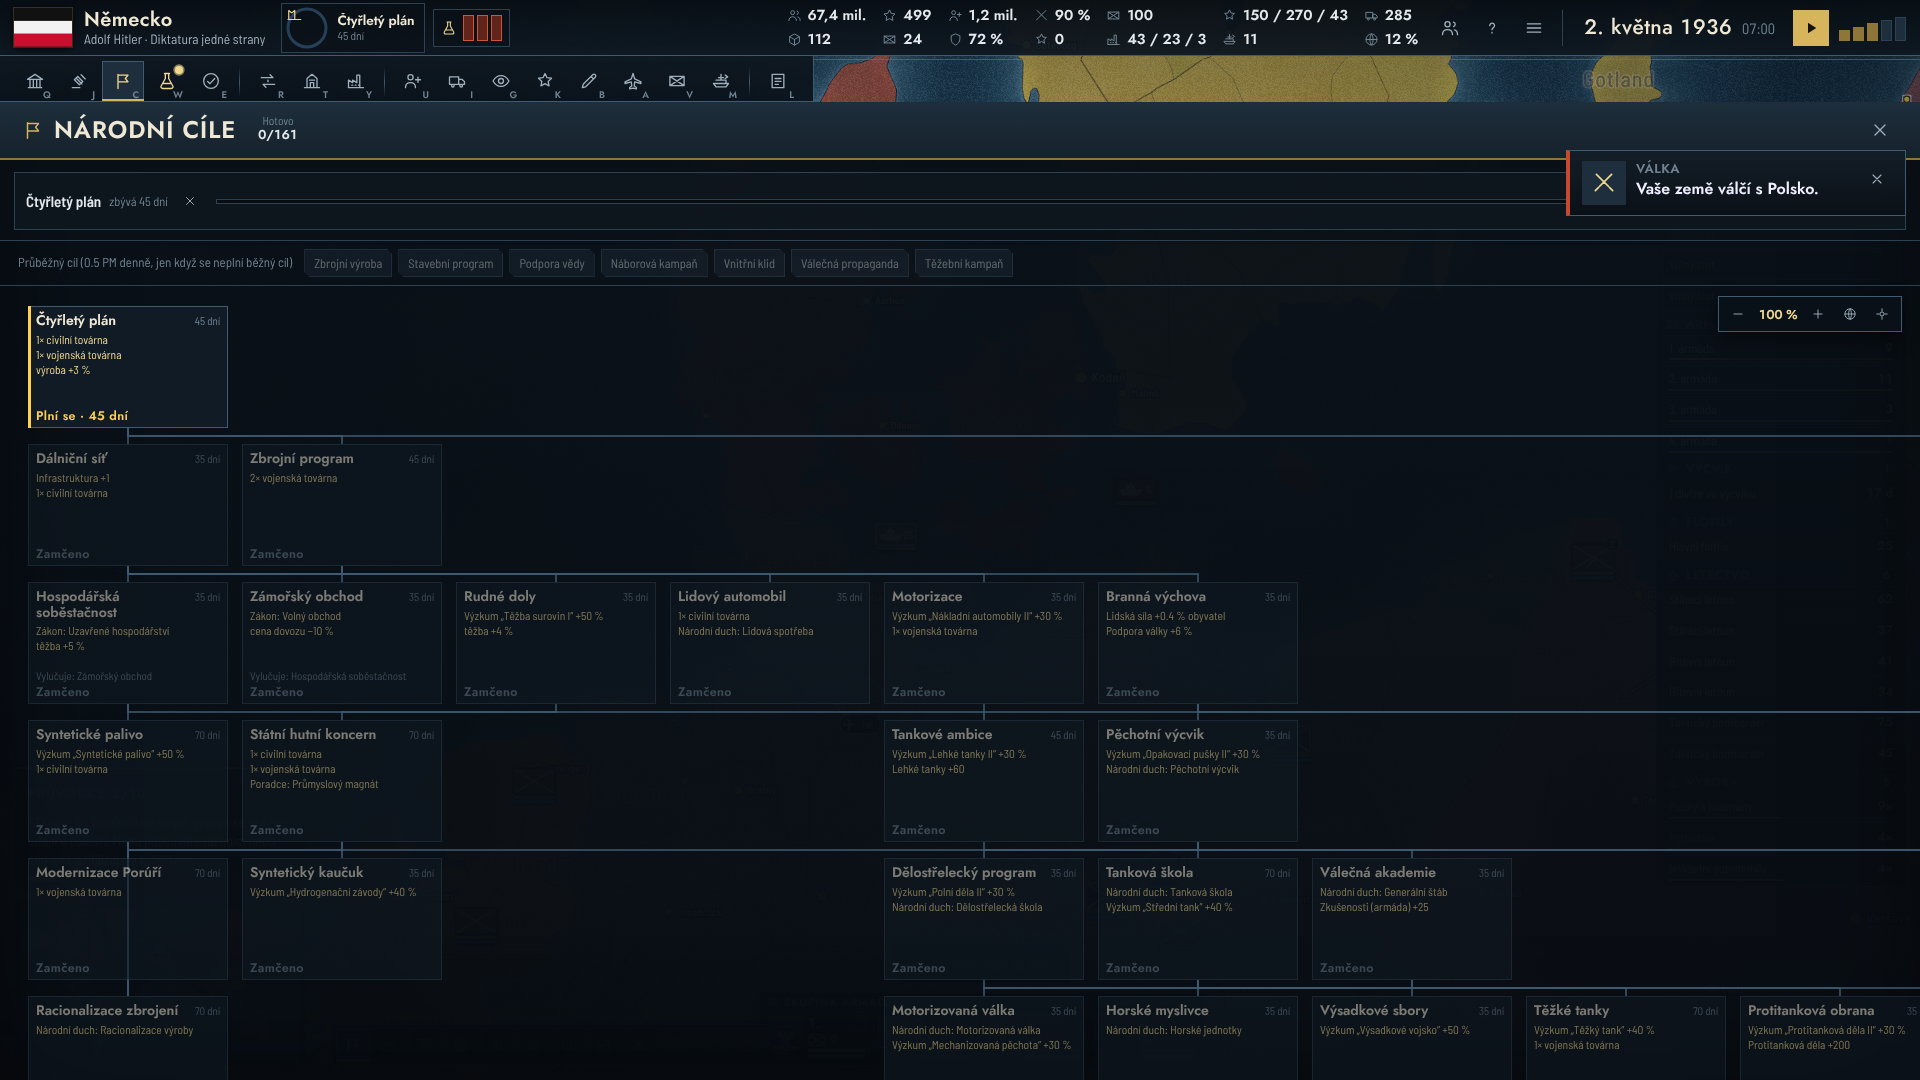 Německo
Adolf Hitler · Diktatura jedné strany
Čtyřletý plán
45 dní
67,4 mil. 499 1,2 mil. 90 % 100 150 / 270 / 43 285
112 24 72 % 0 43 / 23 / 3 11 12 %
?
2. května 1936 07:00
Q J C W E R T Y U I G K B A V M L
Gotland
NÁRODNÍ CÍLE
Hotovo
0/161
VÁLKA
Vaše země válčí s Polsko.
Čtyřletý plán zbývá 45 dní
Průběžný cíl (0.5 PM denně, jen když se neplní běžný cíl)
Zbrojní výroba
Stavební program
Podpora vědy
Náborová kampaň
Vnitřní klid
Válečná propaganda
Těžební kampaň
100 %
Čtyřletý plán 45 dní
1× civilní továrna
1× vojenská továrna
výroba +3 %
Plní se · 45 dní
Dálniční síť 35 dní
Infrastruktura +1
1× civilní továrna
Zamčeno
Zbrojní program 45 dní
2× vojenská továrna
Zamčeno
Hospodářská soběstačnost 35 dní
Zákon: Uzavřené hospodářství
těžba +5 %
Vylučuje: Zámořský obchod
Zamčeno
Zámořský obchod 35 dní
Zákon: Volný obchod
cena dovozu −10 %
Vylučuje: Hospodářská soběstačnost
Zamčeno
Rudné doly 35 dní
Výzkum „Těžba surovin I“ +50 %
těžba +4 %
Zamčeno
Lidový automobil 35 dní
1× civilní továrna
Národní duch: Lidová spotřeba
Zamčeno
Motorizace 35 dní
Výzkum „Nákladní automobily II“ +30 %
1× vojenská továrna
Zamčeno
Branná výchova 35 dní
Lidská síla +0.4 % obyvatel
Podpora války +6 %
Zamčeno
Syntetické palivo 70 dní
Výzkum „Syntetické palivo“ +50 %
1× civilní továrna
Zamčeno
Státní hutní koncern 70 dní
1× civilní továrna
1× vojenská továrna
Poradce: Průmyslový magnát
Zamčeno
Tankové ambice 45 dní
Výzkum „Lehké tanky II“ +30 %
Lehké tanky +60
Zamčeno
Pěchotní výcvik 35 dní
Výzkum „Opakovací pušky II“ +30 %
Národní duch: Pěchotní výcvik
Zamčeno
Modernizace Porúří 70 dní
1× vojenská továrna
Zamčeno
Syntetický kaučuk 35 dní
Výzkum „Hydrogenační závody“ +40 %
Zamčeno
Dělostřelecký program 35 dní
Výzkum „Polní děla II“ +30 %
Národní duch: Dělostřelecká škola
Zamčeno
Tanková škola 70 dní
Národní duch: Tanková škola
Výzkum „Střední tank“ +40 %
Zamčeno
Válečná akademie 35 dní
Národní duch: Generální štáb
Zkušenosti (armáda) +25
Zamčeno
Racionalizace zbrojení 70 dní
Národní duch: Racionalizace výroby
Motorizovaná válka 35 dní
Národní duch: Motorizovaná válka
Výzkum „Mechanizovaná pěchota“ +30 %
Horské myslivce 35 dní
Národní duch: Horské jednotky
Výsadkové sbory 35 dní
Výzkum „Výsadkové vojsko“ +50 %
Těžké tanky 70 dní
Výzkum „Těžký tank“ +40 %
1× vojenská továrna
Protitanková obrana 35
Výzkum „Protitanková děla II“ +30 %
Protitanková děla +200